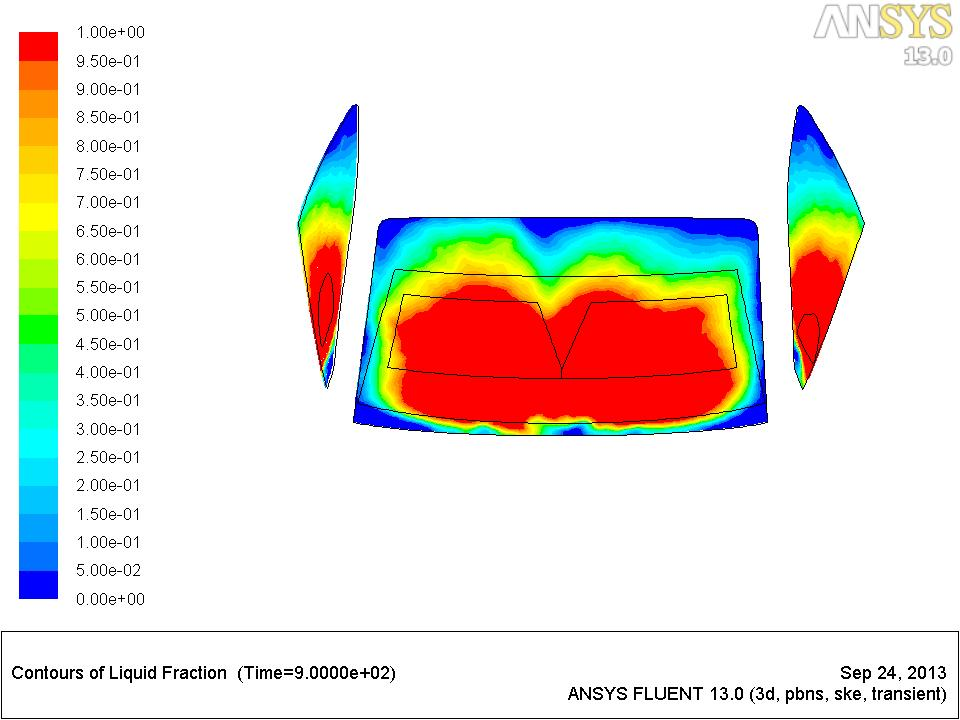 1.00e+00
9.50e-01
9.00e-01
8.50e-01
8.00e-01
7.50e-01
7.00e-01
6.50e-01
6.00e-01
5.50e-01
5.00e-01
4.50e-01
4.00e-01
3.50e-01
3.00e-01
2.50e-01
2.00e-01
1.50e-01
1.00e-01
5.00e-02
0.00e+00
ANSYS
13.0
Contours of Liquid Fraction (Time=9.0000e+02)
Sep 24, 2013
ANSYS FLUENT 13.0 (3d, pbns, ske, transient)